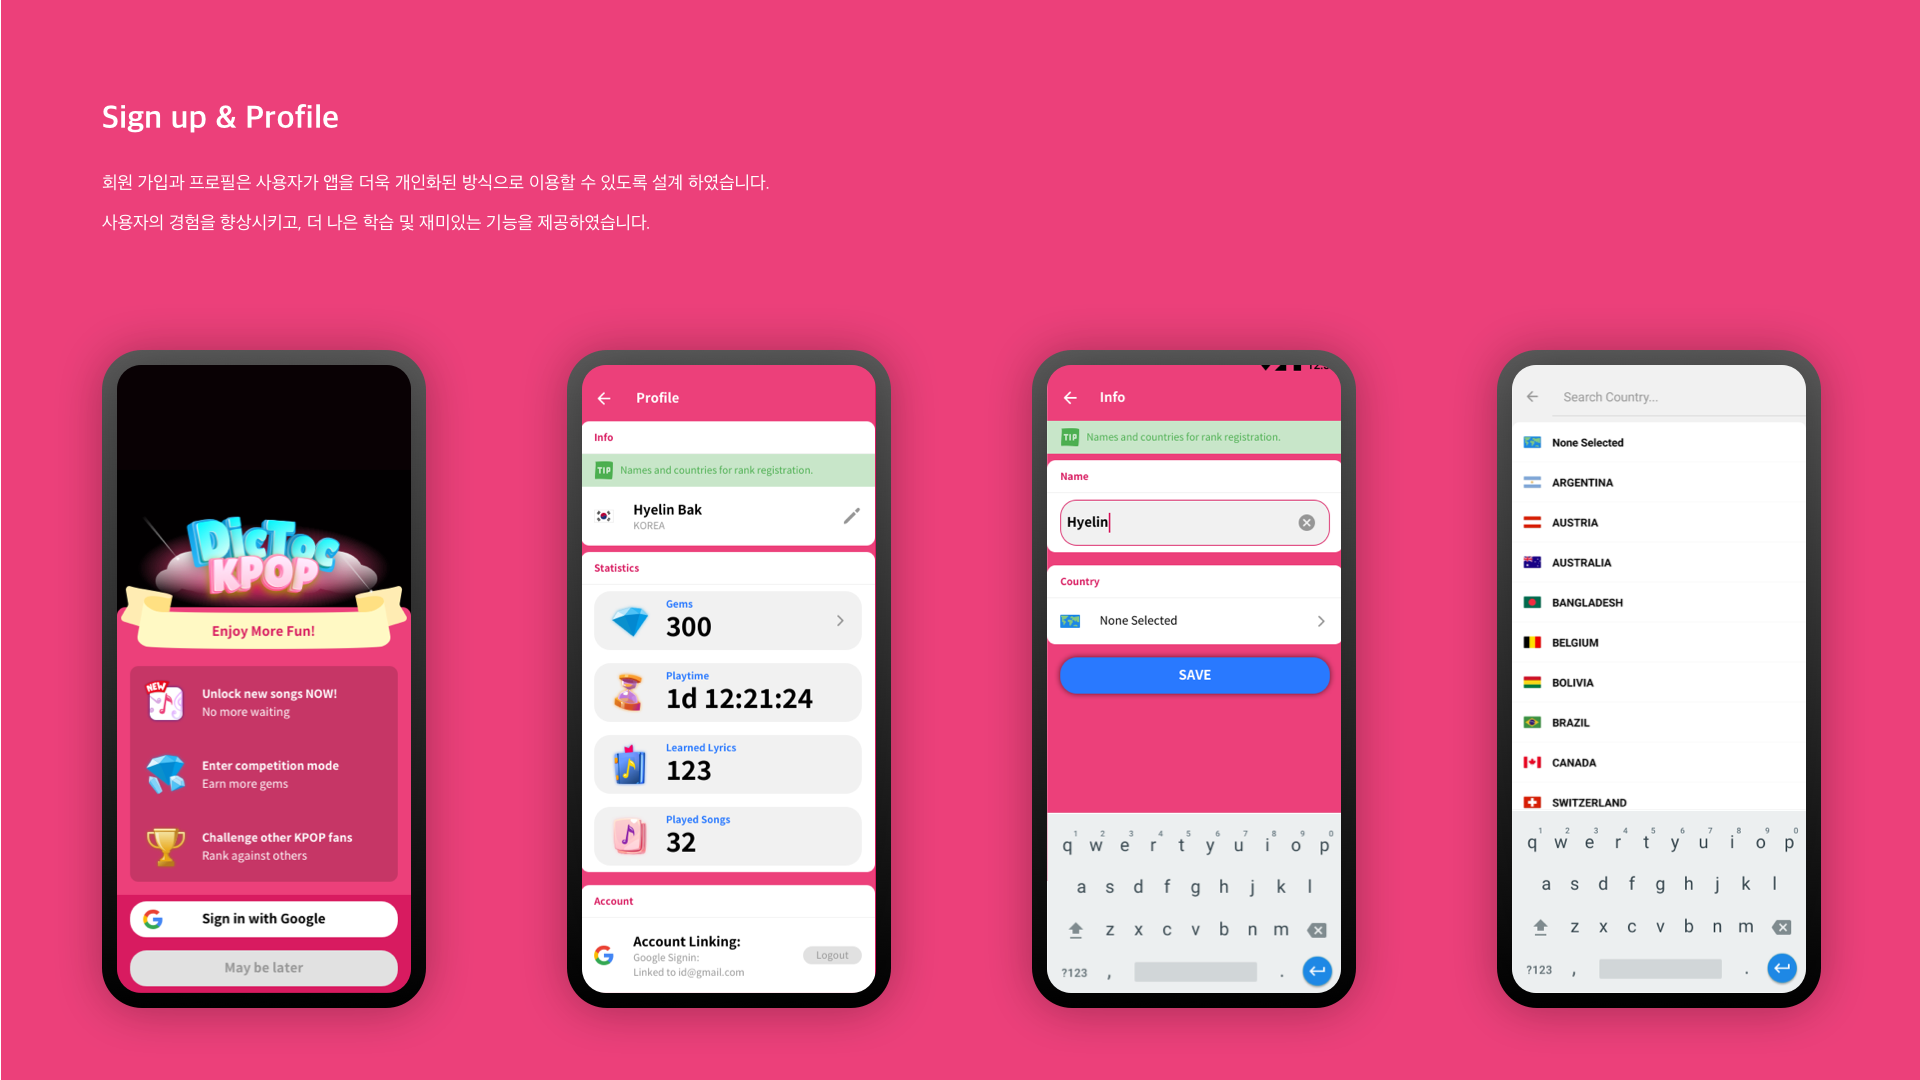 Sign up & Profile
회원 가입과 프로필은 사용자가 앱을 더욱 개인화된 방식으로 이용할 수 있도록 설계 하였습니다.
사용자의 경험을 향상시키고, 더 나은 학습 및 재미있는 기능을 제공하였습니다.
DICTOC
KPOP
Enjoy More Fun!
NEW
Unlock new songs NOW!
No more waiting
Enter competition mode
Earn more gems
Challenge other KPOP fans
Rank against others
Sign in with Google
May be later
Profile
Info
TIP Names and countries for rank registration.
Hyelin Bak
KOREA
Statistics
Gems
300
Playtime
1d 12:21:24
Learned Lyrics
123
Played Songs
32
Account
Account Linking:
Google Signin:
Linked to id@gmail.com
Logout
Info
TIP Names and countries for rank registration.
Name
Hyelin
Country
None Selected
SAVE
1 2 3 4 5 6 7 8 9 0
q w e r t y u i o p
a s d f g h j k l
z x c v b n m
?123 , .
Search Country...
None Selected
ARGENTINA
AUSTRIA
AUSTRALIA
BANGLADESH
BELGIUM
BOLIVIA
BRAZIL
CANADA
SWITZERLAND
1 2 3 4 5 6 7 8 9 0
q w e r t y u i o p
a s d f g h j k l
z x c v b n m
?123 , .